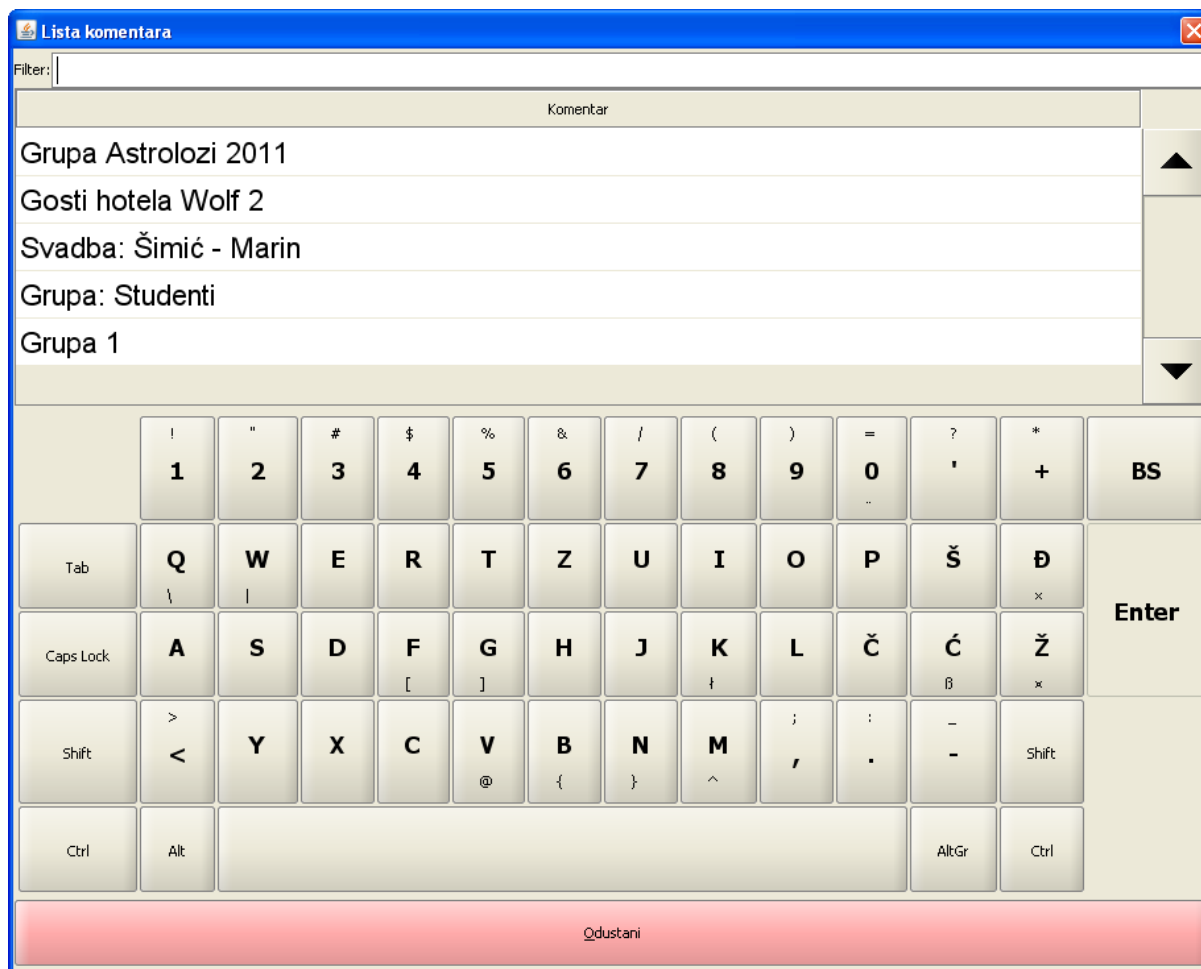 Lista komentara
Filter:
Komentar
Grupa Astrolozi 2011
Gosti hotela Wolf 2
Svadba: Šimić - Marin
Grupa: Studenti
Grupa 1
! " # $ % & / ( ) = ? *
1 2 3 4 5 6 7 8 9 0 ' + BS
¨
Tab Q W E R T Z U I O P Š Đ
\ | ×
Enter
Caps Lock A S D F G H J K L Č Ć Ž
[ ] ł ß ¤
> ; : _
Shift < Y X C V B N M , . - Shift
@ { } ^
Ctrl Alt AltGr Ctrl
Odustani